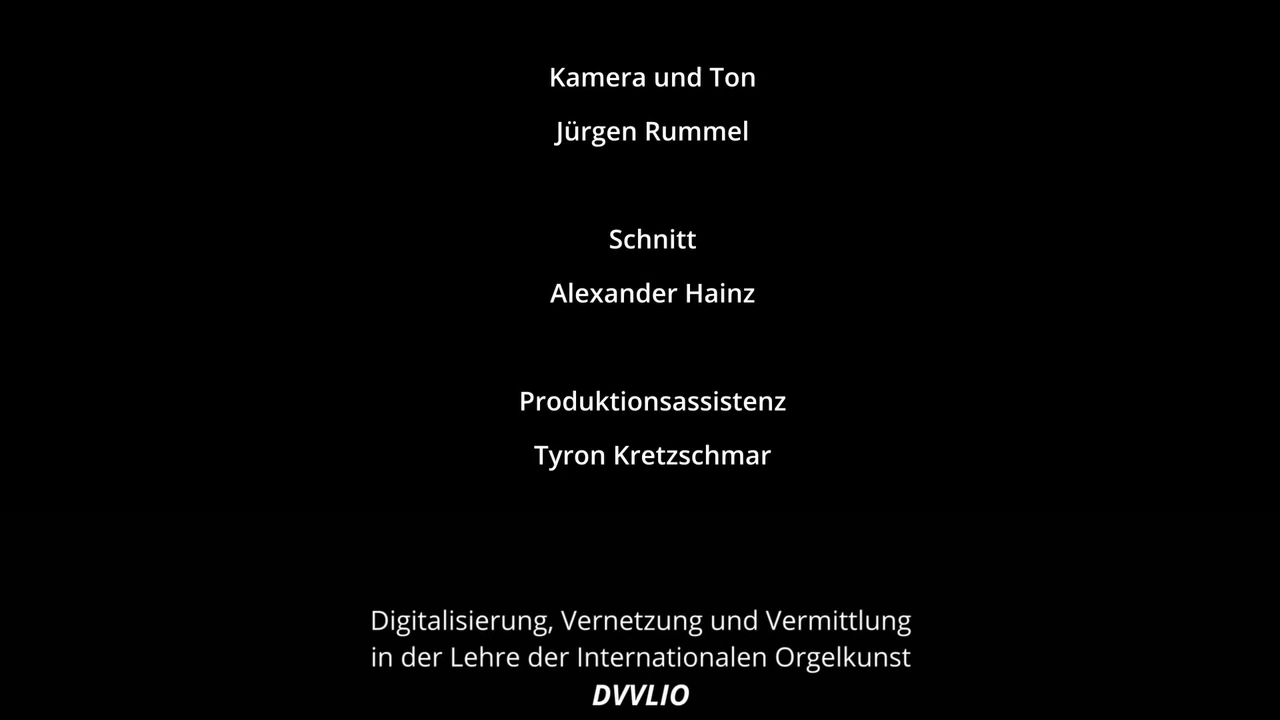 Kamera und Ton
Jürgen Rummel
Schnitt
Alexander Hainz
Produktionsassistenz
Tyron Kretzschmar
Digitalisierung, Vernetzung und Vermittlung
in der Lehre der Internationalen Orgelkunst
DVVLIO